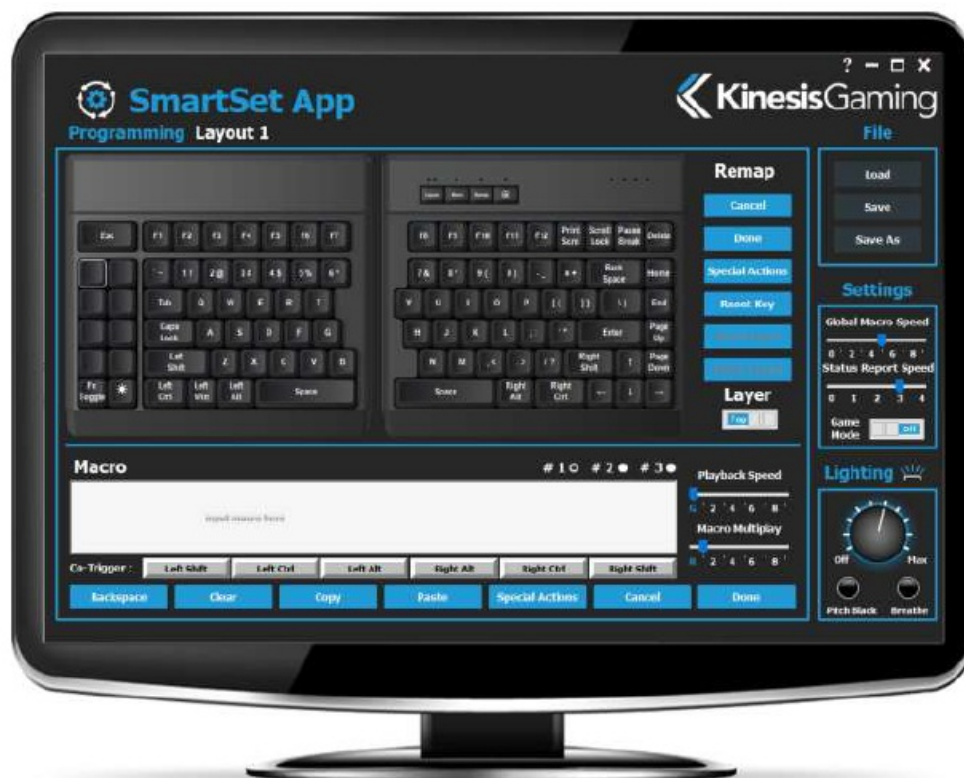 ? − □ ×
SmartSet App
KinesisGaming
Programming Layout 1
File
Load
Save
Save As
Remap
Cancel
Done
Special Actions
Reset Key
Layer
Top
Settings
Global Macro Speed
0 2 4 6 8
Status Report Speed
0 1 2 3 4
Game Mode
Off
Esc F1 F2 F3 F4 F5 F6 F7
F8 F9 F10 F11 F12 Print Scrn Scroll Lock Pause Break Delete
7& 8* 9( 0) -_ =+ Back Space Home
Tab Q W E R T
Y U I O P [{ ]} \| End
Caps Lock A S D F G
H J K L ;: '" Enter Page Up
Left Shift Z X C V B
N M ,< .> /? Right Shift ↑ Page Down
Fn Toggle Left Ctrl Left Win Left Alt Space
Space Right Alt Right Ctrl ← ↓ →
Macro #1 #2 #3
input macro here
Playback Speed
G 2 4 6 8
Macro Multiplay
2 4 6 8
Co-Trigger : Left Shift Left Ctrl Left Alt Right Alt Right Ctrl Right Shift
Backspace Clear Copy Paste Special Actions Cancel Done
Lighting
Off Max
Pitch Black Breathe